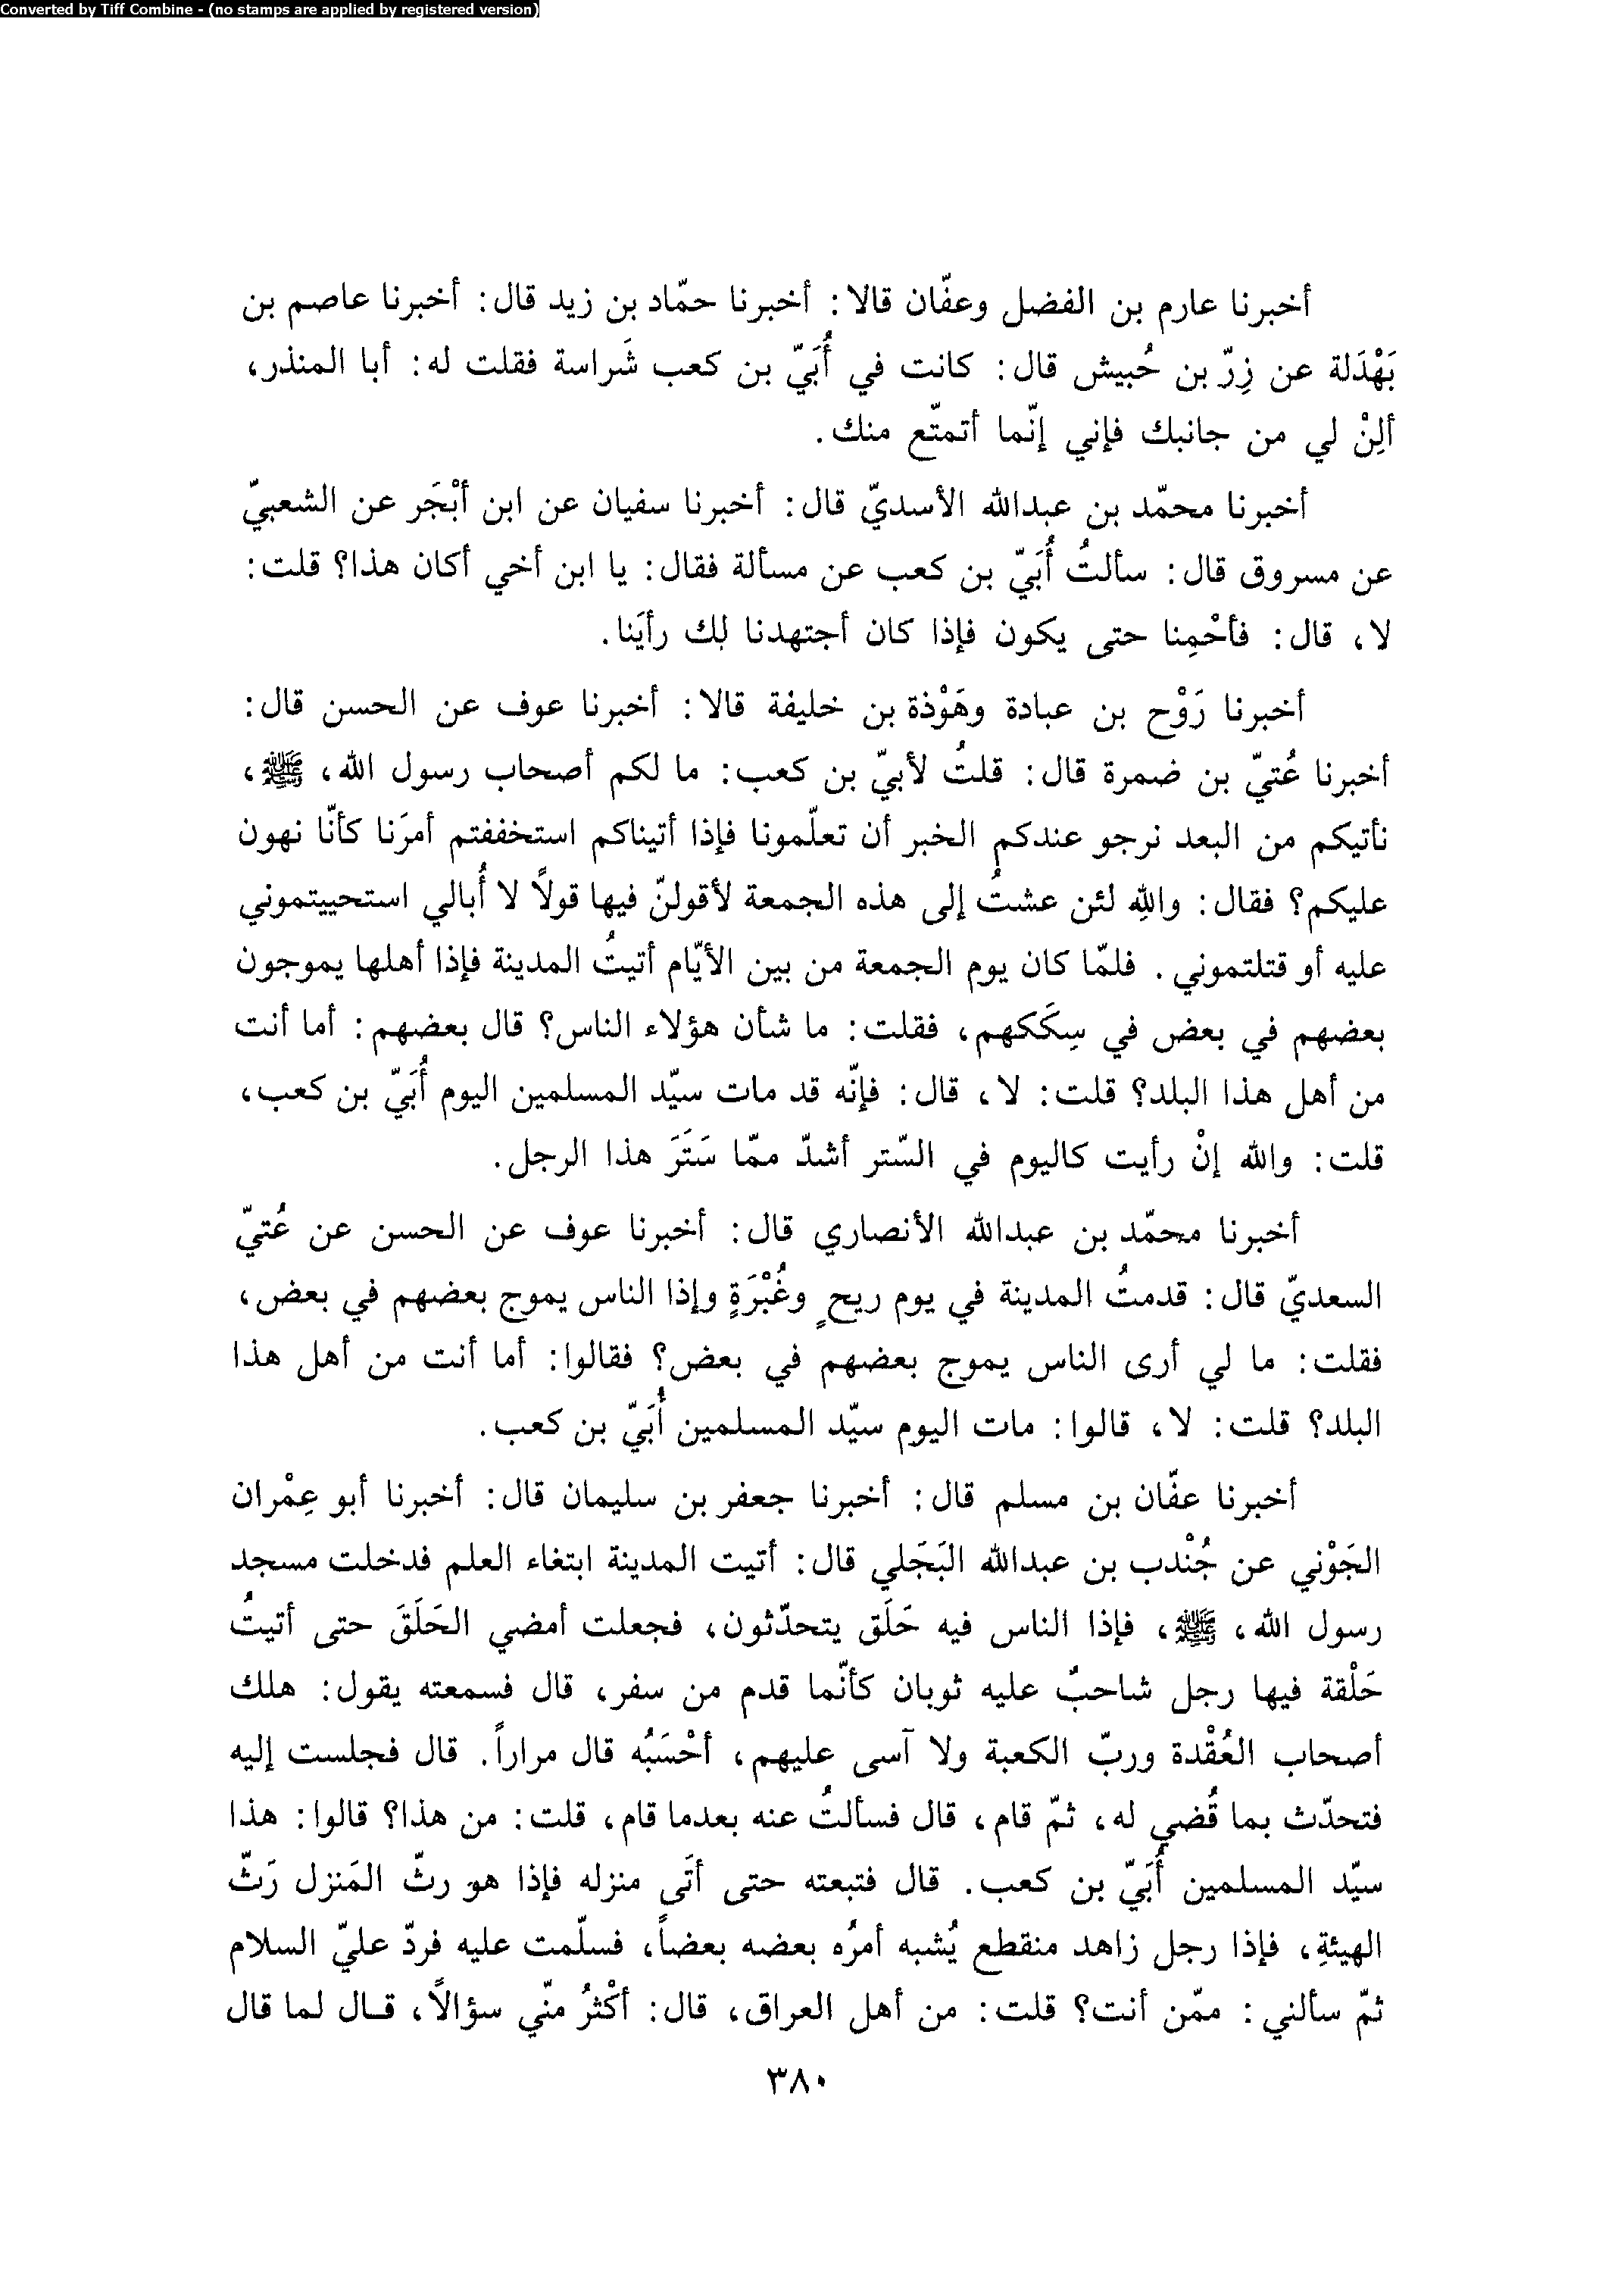 Converted by Tiff Combine - (no stamps are applied by registered version)
أخبرنا عارم بن الفضل وعفّان قالا: أخبرنا حمّاد بن زيد قال: أخبرنا عاصم بن
بَهْدَلة عن زِرّ بن حُبيش قال: كانت في أُبَيّ بن كعب شَراسة فقلت له: أبا المنذر،
ألِنْ لي من جانبك فإني إنّما أتمتّع منك.
أخبرنا محمّد بن عبدالله الأسديّ قال: أخبرنا سفيان عن ابن أبْجَر عن الشعبيّ
عن مسروق قال: سألتُ أُبَيّ بن كعب عن مسألة فقال: يا ابن أخي أكان هذا؟ قلت:
لا، قال: فأحْمِنا حتى يكون فإذا كان أجتهدنا لك رأيَنا.
أخبرنا رَوْح بن عبادة وهَوْذة بن خليفة قالا: أخبرنا عوف عن الحسن قال:
أخبرنا عُتيّ بن ضمرة قال: قلتُ لأبيّ بن كعب: ما لكم أصحاب رسول الله، ﷺ،
نأتيكم من البعد نرجو عندكم الخبر أن تعلّمونا فإذا أتيناكم استخففتم أمرَنا كأنّا نهون
عليكم؟ فقال: واللهِ لئن عشتُ إلى هذه الجمعة لأقولنّ فيها قولاً لا أُبالي استحييتموني
عليه أو قتلتموني. فلمّا كان يوم الجمعة من بين الأيّام أتيتُ المدينة فإذا أهلها يموجون
بعضهم في بعض في سِكَكهم، فقلت: ما شأن هؤلاء الناس؟ قال بعضهم: أما أنت
من أهل هذا البلد؟ قلت: لا، قال: فإنّه قد مات سيّد المسلمين اليوم أُبَيّ بن كعب،
قلت: والله إنْ رأيت كاليوم في السّتر أشدّ ممّا سَتَرَ هذا الرجل.
أخبرنا محمّد بن عبدالله الأنصاري قال: أخبرنا عوف عن الحسن عن عُتيّ
السعديّ قال: قدمتُ المدينة في يوم ريحٍ وغُبْرَةٍ وإذا الناس يموج بعضهم في بعض،
فقلت: ما لي أرى الناس يموج بعضهم في بعض؟ فقالوا: أما أنت من أهل هذا
البلد؟ قلت: لا، قالوا: مات اليوم سيّد المسلمين أُبَيّ بن كعب.
أخبرنا عفّان بن مسلم قال: أخبرنا جعفر بن سليمان قال: أخبرنا أبو عِمْران
الجَوْني عن جُنْدب بن عبدالله البَجَلي قال: أتيت المدينة ابتغاء العلم فدخلت مسجد
رسول الله، ﷺ، فإذا الناس فيه حَلَق يتحدّثون، فجعلت أمضي الحَلَقَ حتى أتيتُ
حَلْقة فيها رجل شاحبٌ عليه ثوبان كأنّما قدم من سفر، قال فسمعته يقول: هلك
أصحاب العُقْدة وربّ الكعبة ولا آسى عليهم، أحْسَبُه قال مراراً. قال فجلست إليه
فتحدّث بما قُضي له، ثمّ قام، قال فسألتُ عنه بعدما قام، قلت: من هذا؟ قالوا: هذا
سيّد المسلمين أُبَيّ بن كعب. قال فتبعته حتى أتَى منزله فإذا هو رثّ المَنزل رَثّ
الهيئةِ، فإذا رجل زاهد منقطع يُشبه أمرُه بعضه بعضاً، فسلّمت عليه فردّ عليّ السلام
ثمّ سألني: ممّن أنت؟ قلت: من أهل العراق، قال: أكْثرُ منّي سؤالاً، قـال لما قال
٣٨٠